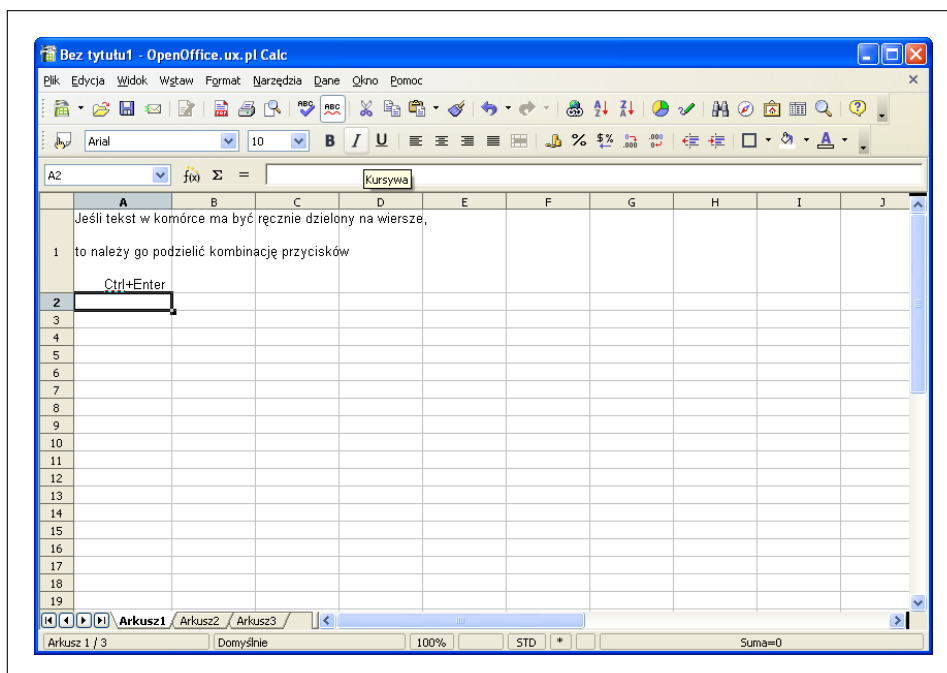 Bez tytułu1 - OpenOffice.ux.pl Calc
Plik Edycja Widok Wstaw Format Narzędzia Dane Okno Pomoc
Arial 10 B I U
A2 f(x) Σ =
Kursywa
A B C D E F G H I J
Jeśli tekst w komórce ma być ręcznie dzielony na wiersze,
1 to należy go podzielić kombinację przycisków
Ctrl+Enter
2
3
4
5
6
7
8
9
10
11
12
13
14
15
16
17
18
19
Arkusz1 Arkusz2 Arkusz3
Arkusz 1 / 3 Domyślnie 100% STD * Suma=0